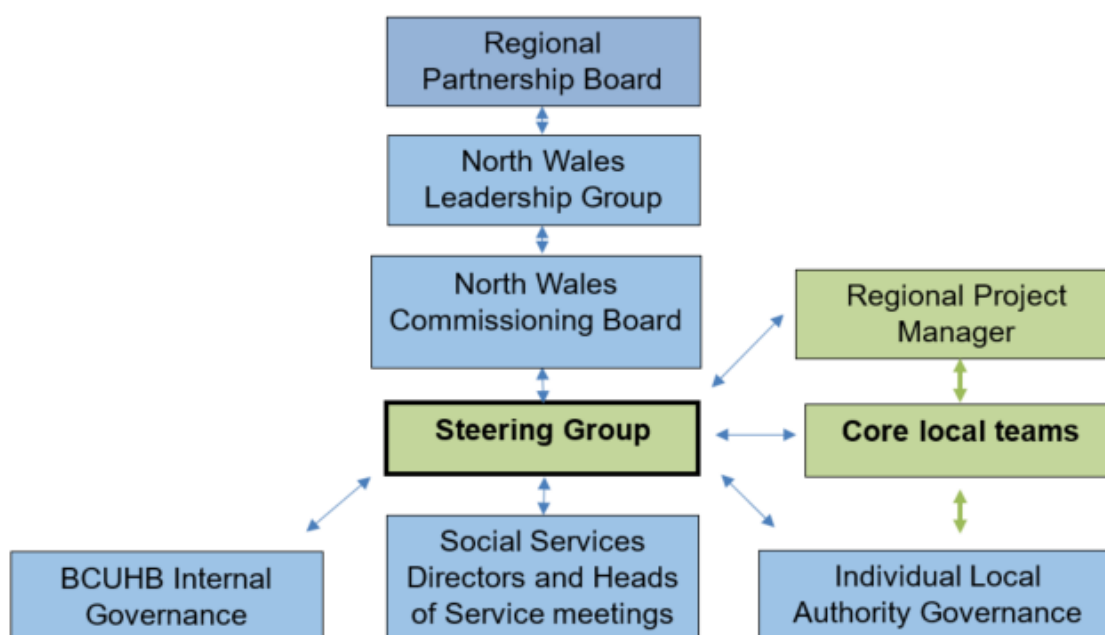 Regional
Partnership Board
North Wales
Leadership Group
North Wales
Commissioning Board
Regional Project
Manager
Steering Group
Core local teams
BCUHB Internal
Governance
Social Services
Directors and Heads
of Service meetings
Individual Local
Authority Governance